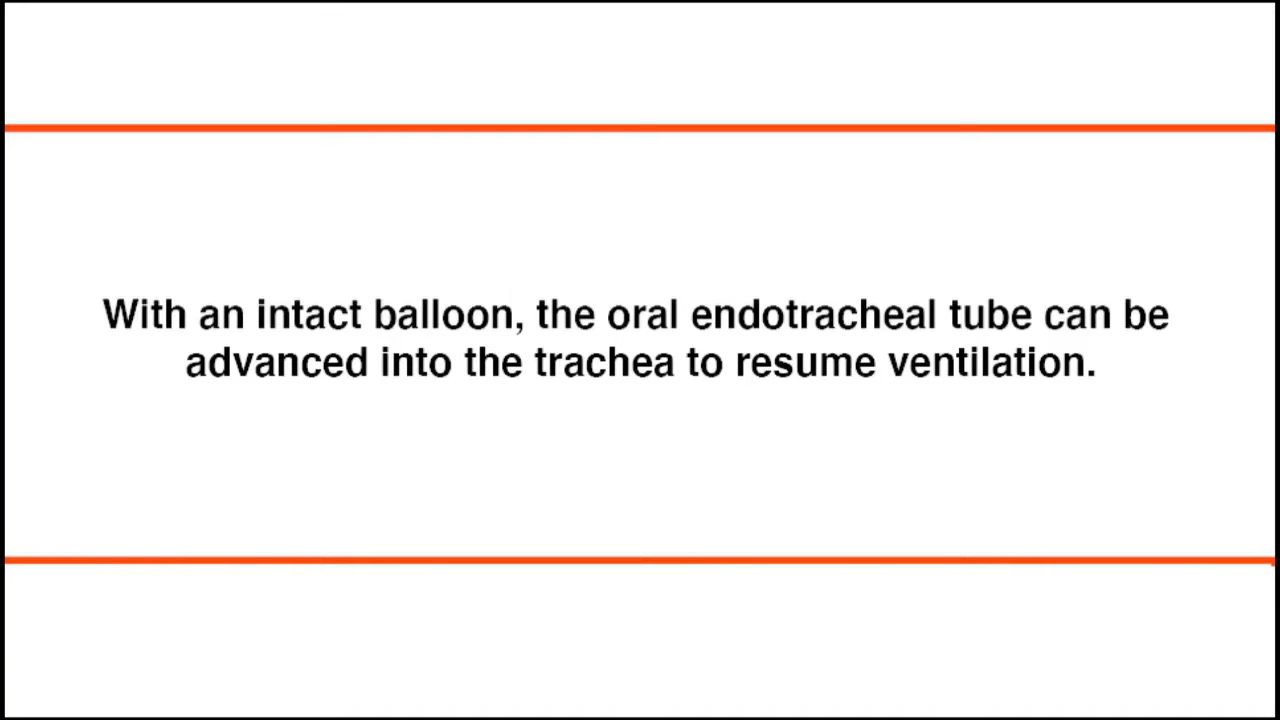 With an intact balloon, the oral endotracheal tube can be
advanced into the trachea to resume ventilation.